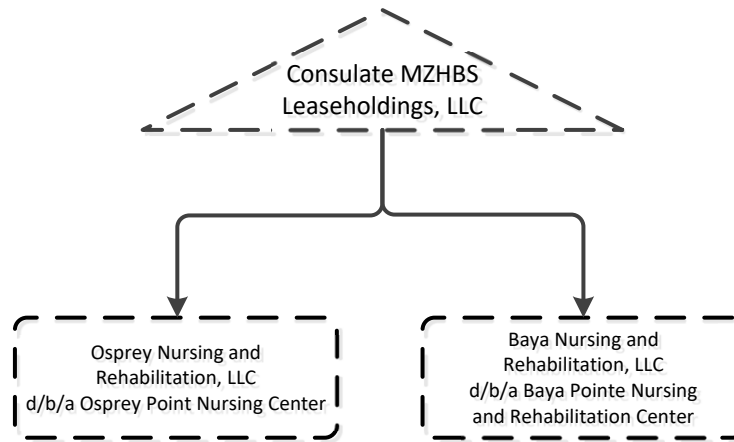 Consulate MZHBS
Leaseholdings, LLC
Osprey Nursing and
Rehabilitation, LLC
d/b/a Osprey Point Nursing Center
Baya Nursing and
Rehabilitation, LLC
d/b/a Baya Pointe Nursing
and Rehabilitation Center